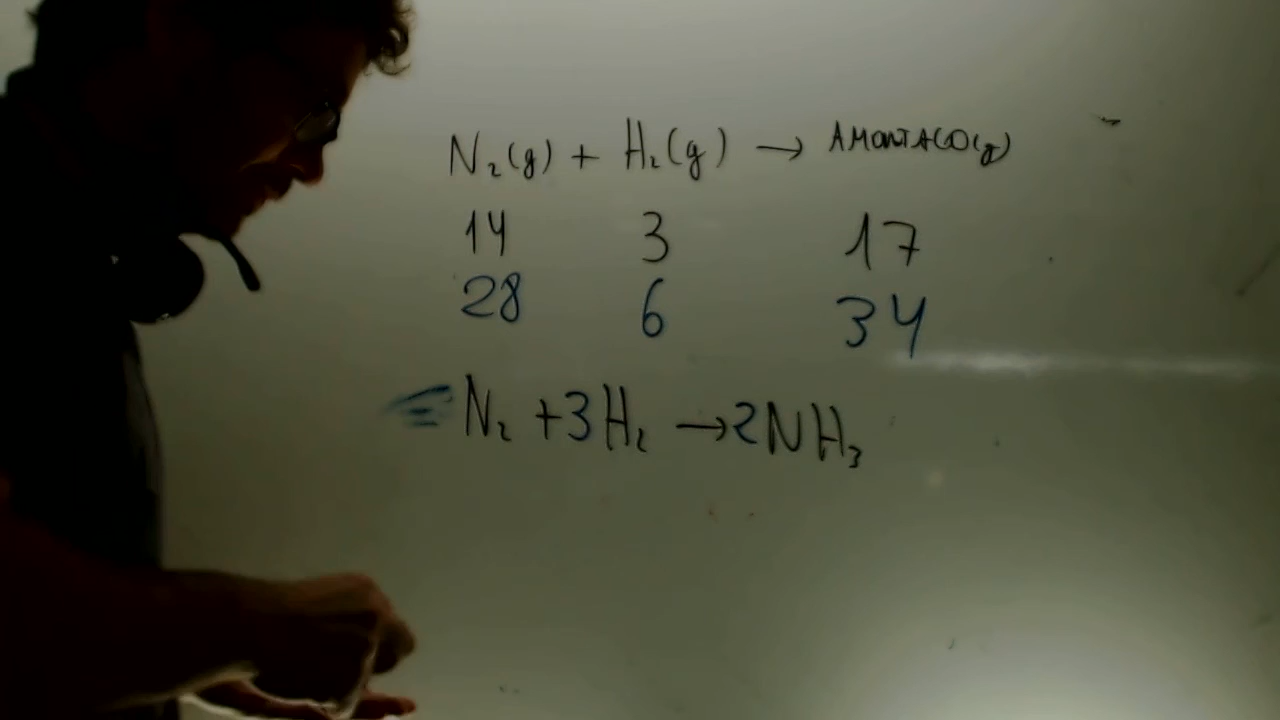 N₂(g) + H₂(g) → AMONIACO(g)
14 3 17
28 6 34
N₂ + 3H₂ → 2NH₃